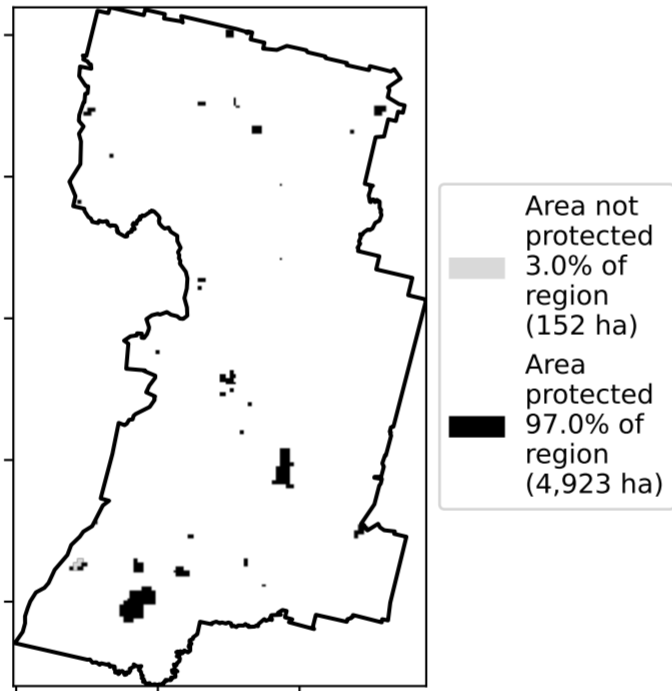 Area not
protected
3.0% of
region
(152 ha)
Area
protected
97.0% of
region
(4,923 ha)